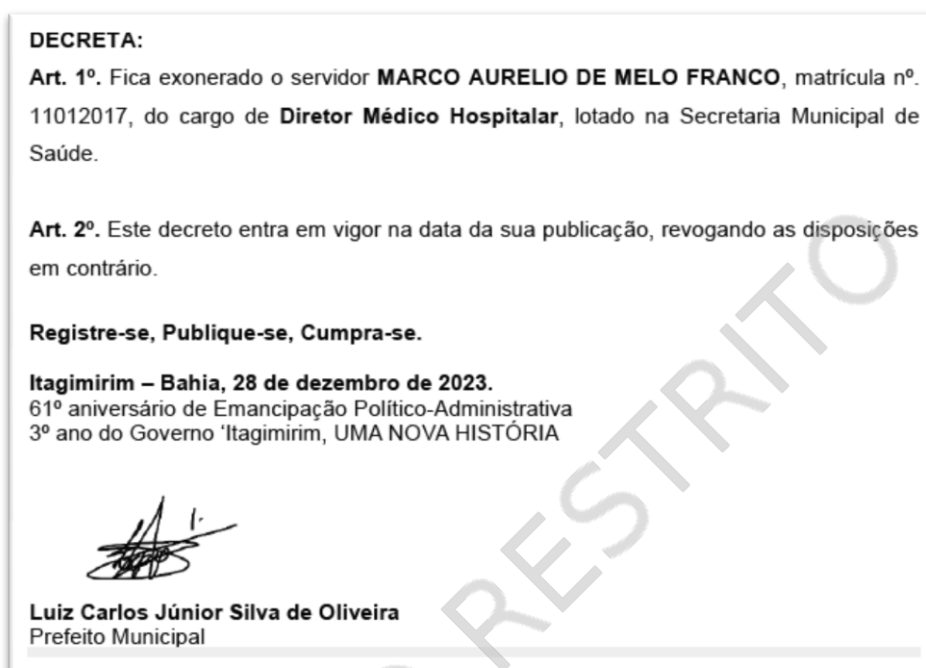 DECRETA:
Art. 1º. Fica exonerado o servidor MARCO AURELIO DE MELO FRANCO, matrícula nº.
11012017, do cargo de Diretor Médico Hospitalar, lotado na Secretaria Municipal de
Saúde.
Art. 2º. Este decreto entra em vigor na data da sua publicação, revogando as disposições
em contrário.
Registre-se, Publique-se, Cumpra-se.
Itagimirim – Bahia, 28 de dezembro de 2023.
61º aniversário de Emancipação Político-Administrativa
3º ano do Governo ‘Itagimirim, UMA NOVA HISTÓRIA
Luiz Carlos Júnior Silva de Oliveira
Prefeito Municipal
RESTRITO